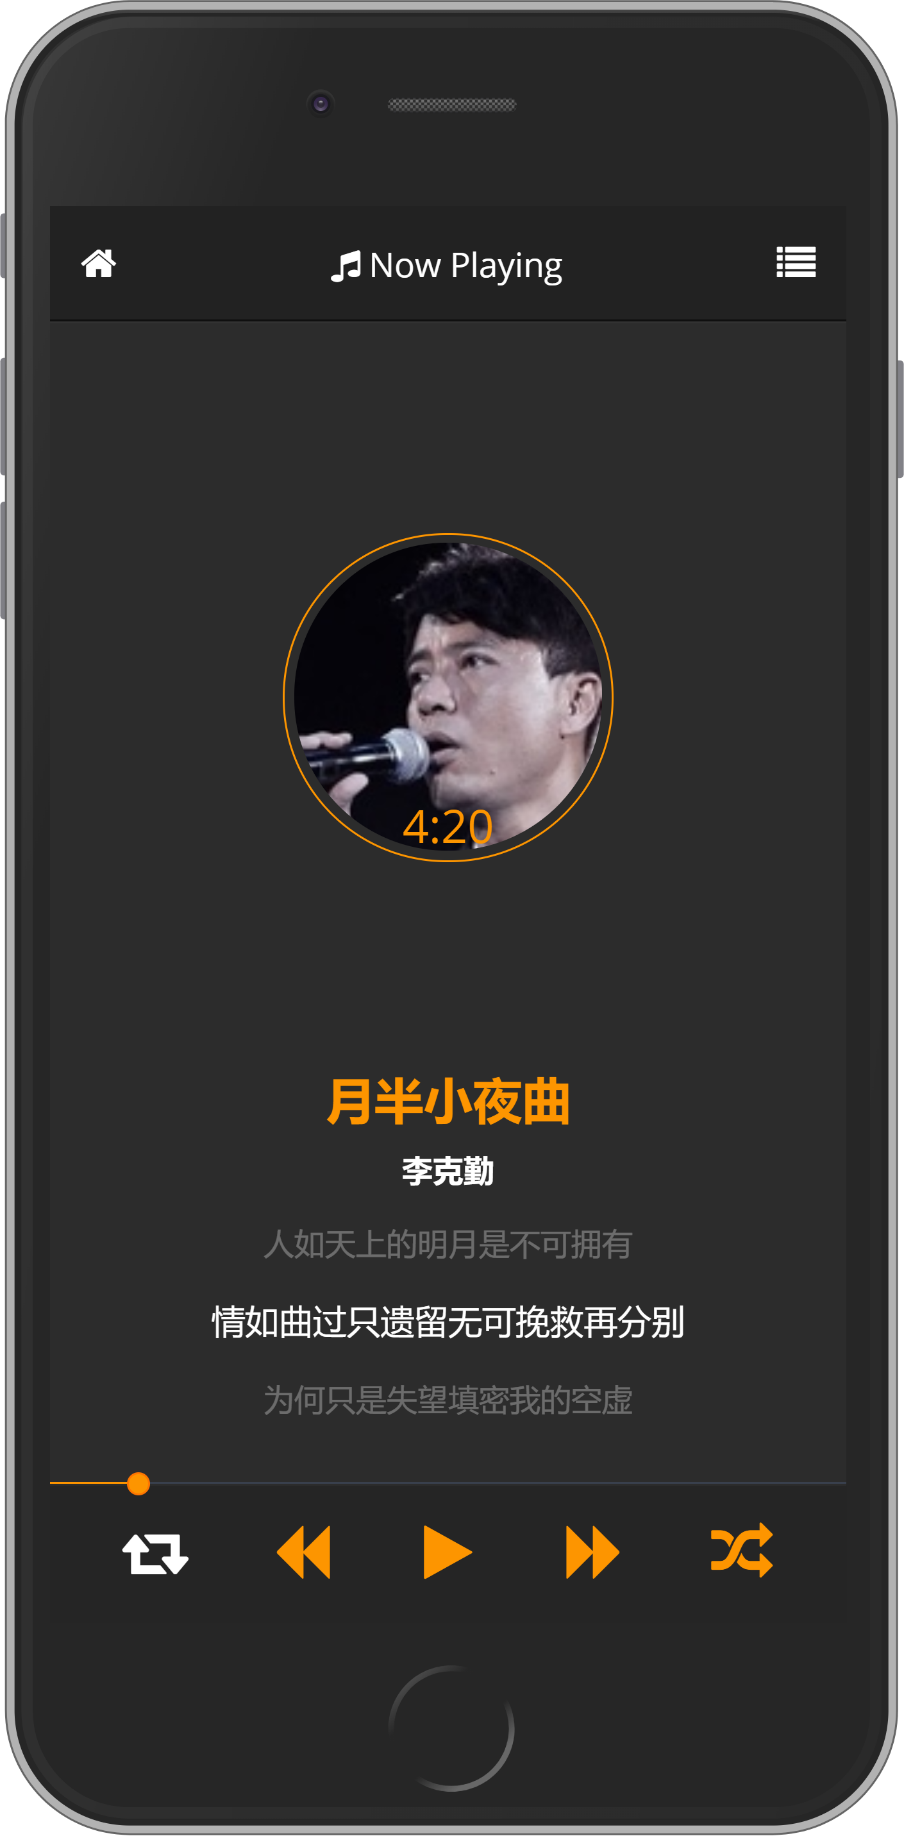 Now Playing
4:20
月半小夜曲
李克勤
人如天上的明月是不可拥有
情如曲过只遗留无可挽救再分别
为何只是失望填密我的空虚